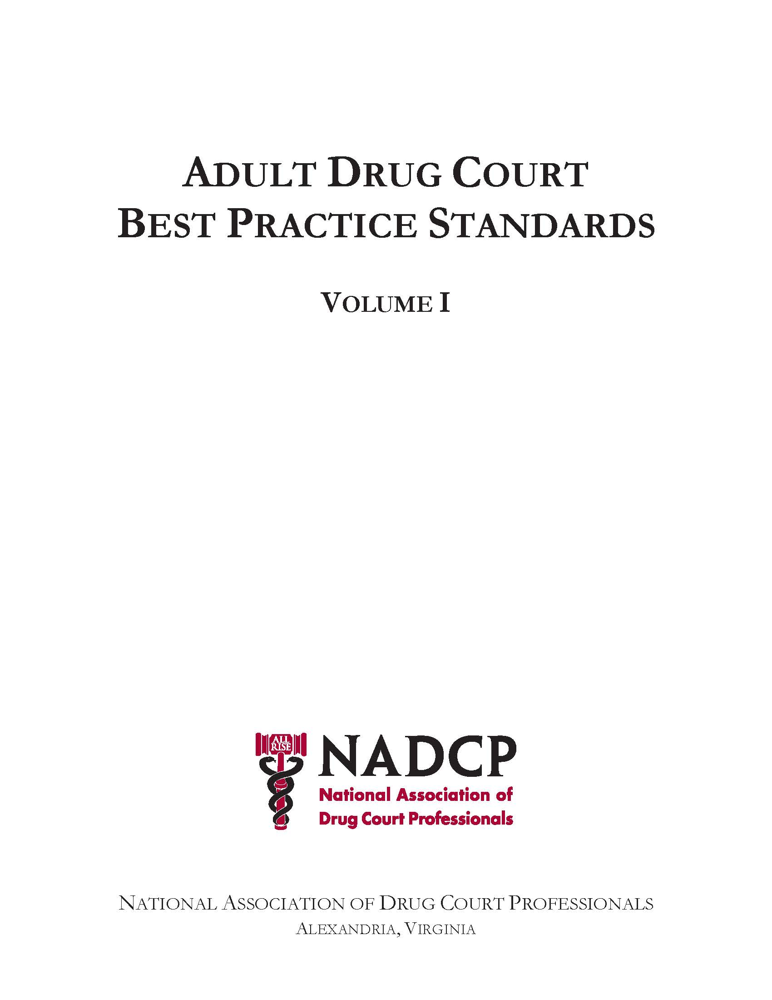 ADULT DRUG COURT
BEST PRACTICE STANDARDS
VOLUME I
ALL
RISE
NADCP
National Association of
Drug Court Professionals
NATIONAL ASSOCIATION OF DRUG COURT PROFESSIONALS
ALEXANDRIA, VIRGINIA